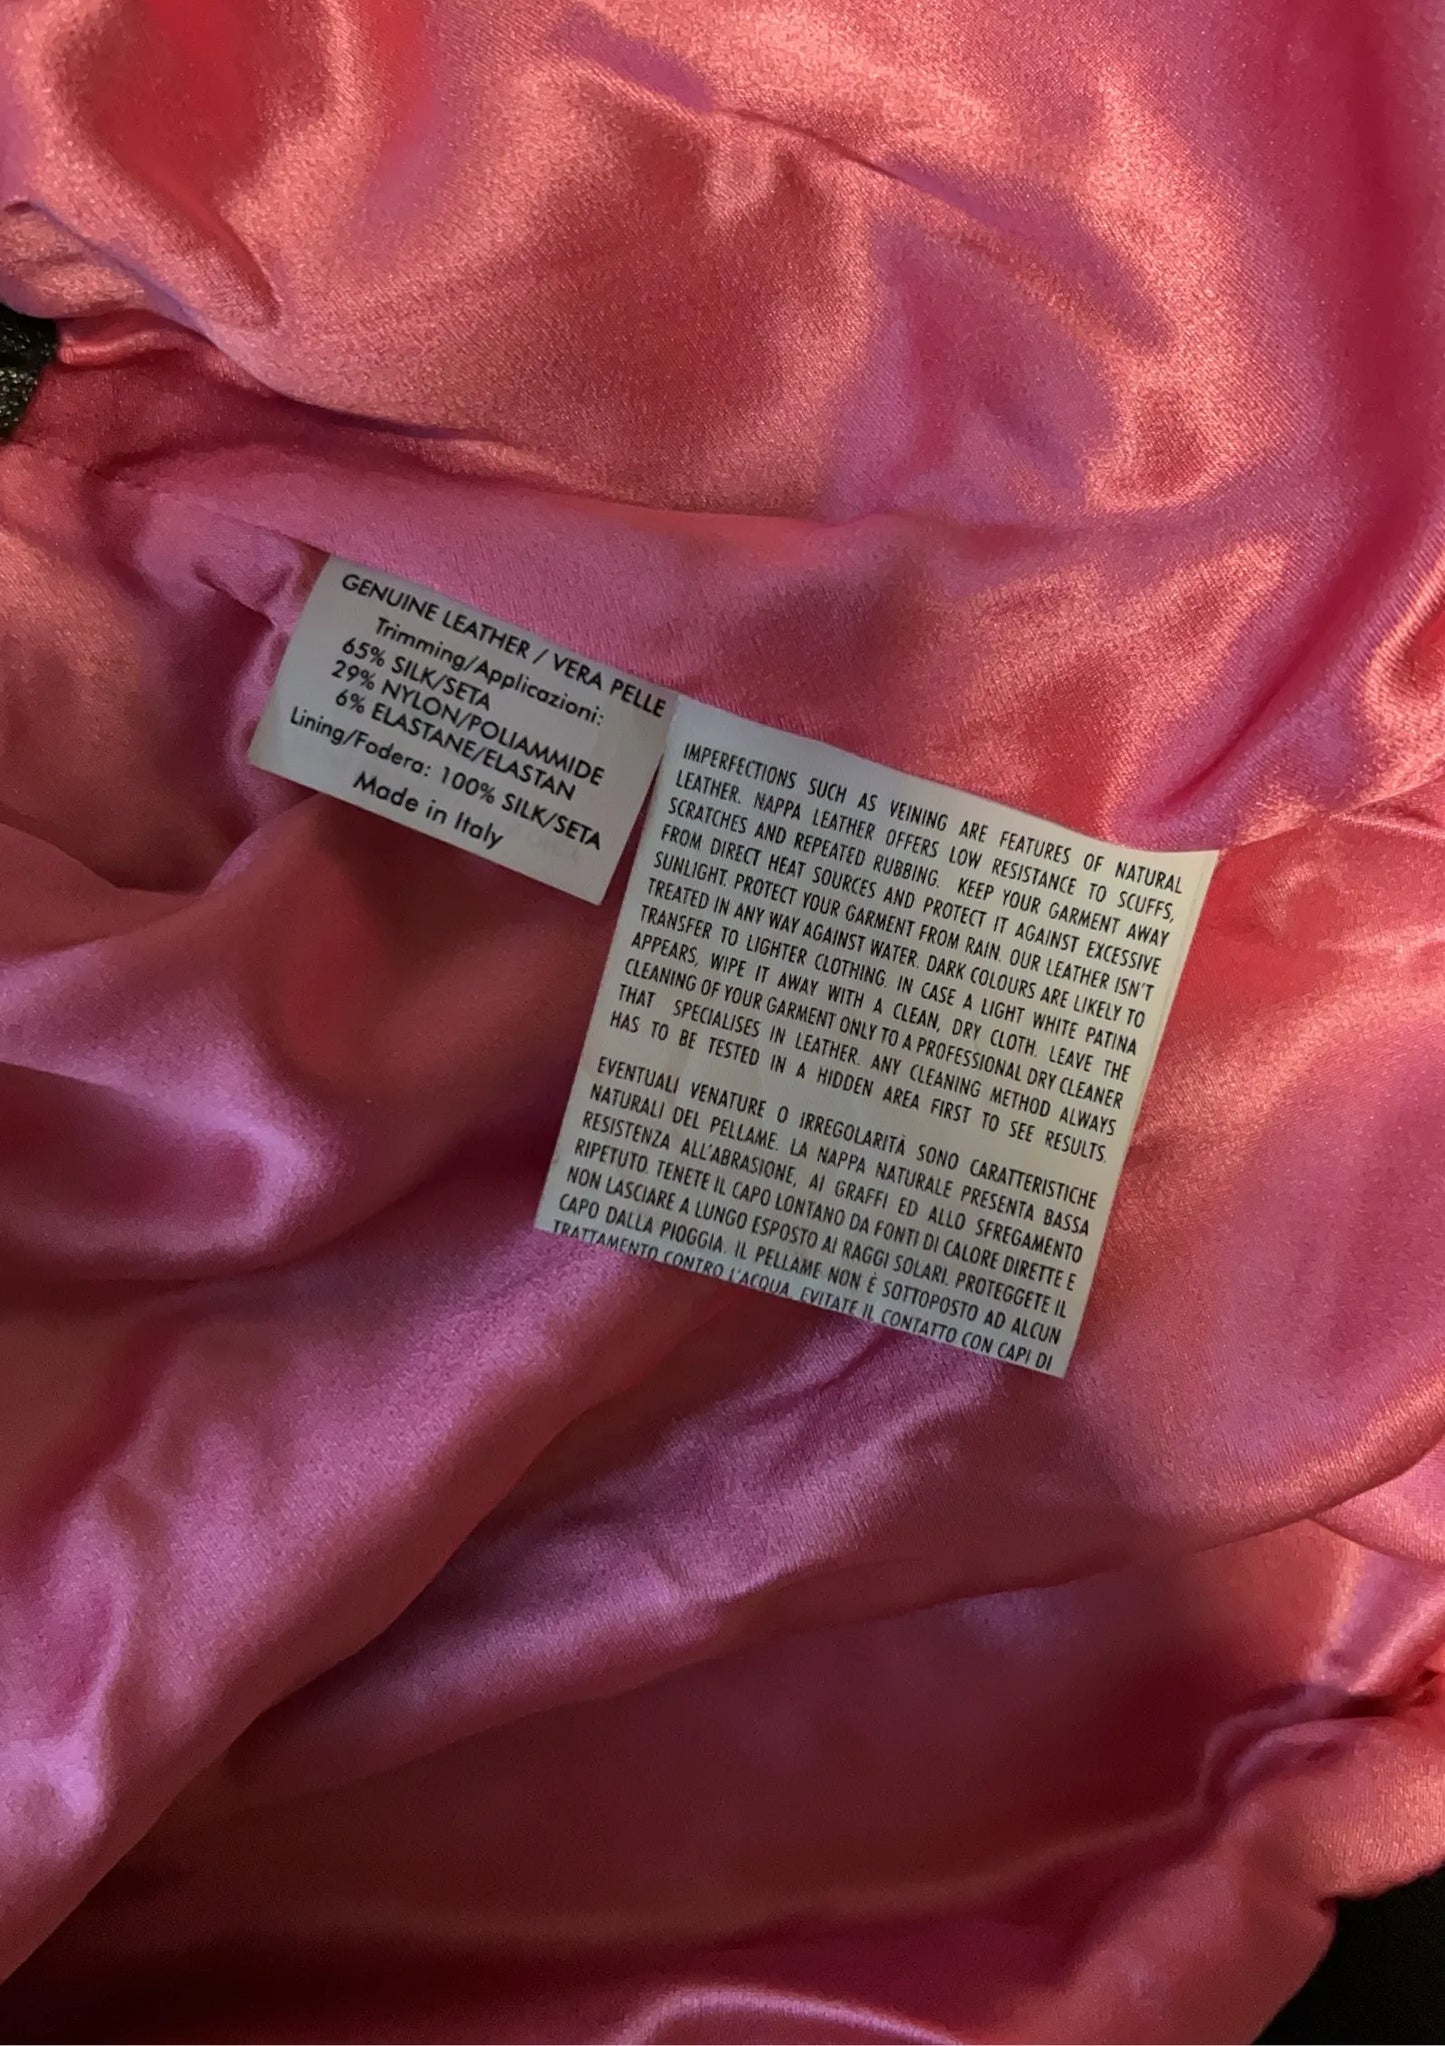 GENUINE LEATHER / VERA PELLE
Trimming/Applicazioni:
65% SILK/SETA
29% NYLON/POLIAMMIDE
6% ELASTANE/ELASTAN
Lining/Fodera: 100% SILK/SETA
Made in Italy
IMPERFECTIONS SUCH AS VEINING ARE FEATURES OF NATURAL
LEATHER. NAPPA LEATHER OFFERS LOW RESISTANCE TO SCUFFS,
SCRATCHES AND REPEATED RUBBING. KEEP YOUR GARMENT AWAY
FROM DIRECT HEAT SOURCES AND PROTECT IT AGAINST EXCESSIVE
SUNLIGHT. PROTECT YOUR GARMENT FROM RAIN. OUR LEATHER ISN'T
TREATED IN ANY WAY AGAINST WATER. DARK COLOURS ARE LIKELY TO
TRANSFER TO LIGHTER CLOTHING. IN CASE A LIGHT WHITE PATINA
APPEARS, WIPE IT AWAY WITH A CLEAN, DRY CLOTH. LEAVE THE
CLEANING OF YOUR GARMENT ONLY TO A PROFESSIONAL DRY CLEANER
THAT SPECIALISES IN LEATHER. ANY CLEANING METHOD ALWAYS
HAS TO BE TESTED IN A HIDDEN AREA FIRST TO SEE RESULTS.
EVENTUALI VENATURE O IRREGOLARITÀ SONO CARATTERISTICHE
NATURALI DEL PELLAME. LA NAPPA NATURALE PRESENTA BASSA
RESISTENZA ALL'ABRASIONE, AI GRAFFI ED ALLO SFREGAMENTO
RIPETUTO. TENETE IL CAPO LONTANO DA FONTI DI CALORE DIRETTE E
NON LASCIARE A LUNGO ESPOSTO AI RAGGI SOLARI. PROTEGGETE IL
CAPO DALLA PIOGGIA. IL PELLAME NON È SOTTOPOSTO AD ALCUN
TRATTAMENTO CONTRO L'ACQUA. EVITATE IL CONTATTO CON CAPI DI